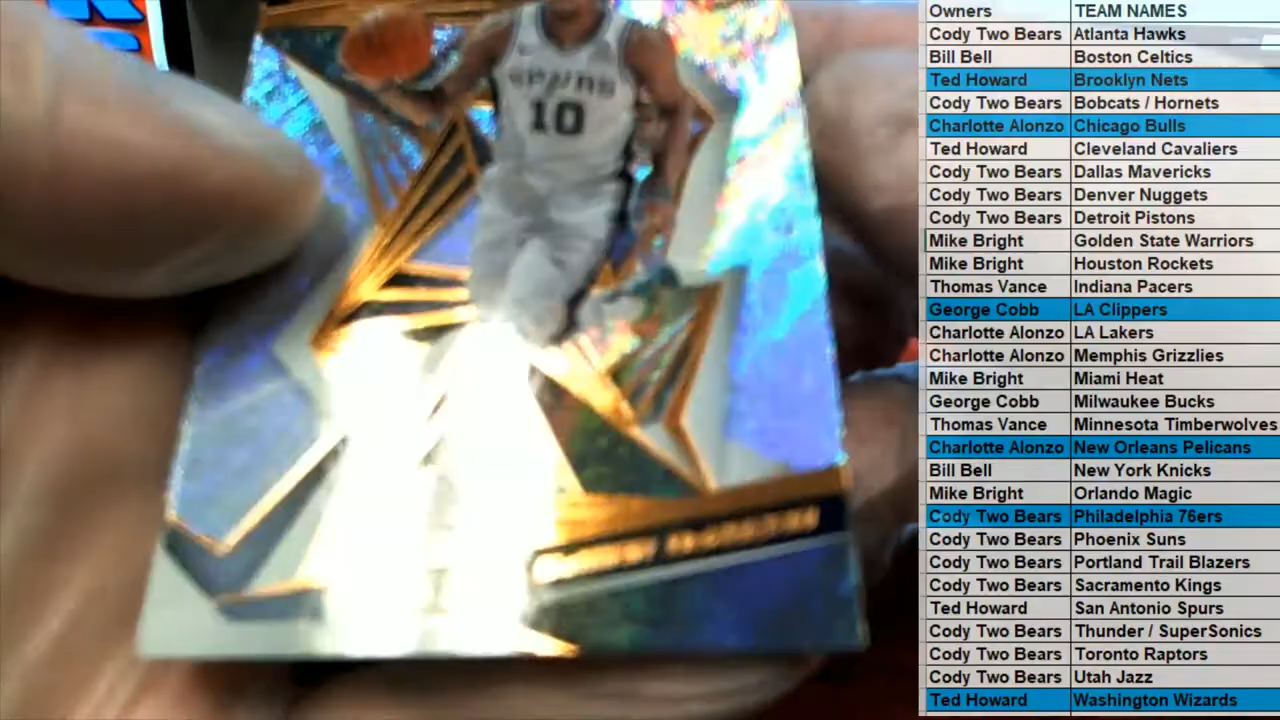 SPURS
10
Owners TEAM NAMES
Cody Two Bears Atlanta Hawks
Bill Bell Boston Celtics
Ted Howard Brooklyn Nets
Cody Two Bears Bobcats / Hornets
Charlotte Alonzo Chicago Bulls
Ted Howard Cleveland Cavaliers
Cody Two Bears Dallas Mavericks
Cody Two Bears Denver Nuggets
Cody Two Bears Detroit Pistons
Mike Bright Golden State Warriors
Mike Bright Houston Rockets
Thomas Vance Indiana Pacers
George Cobb LA Clippers
Charlotte Alonzo LA Lakers
Charlotte Alonzo Memphis Grizzlies
Mike Bright Miami Heat
George Cobb Milwaukee Bucks
Thomas Vance Minnesota Timberwolves
Charlotte Alonzo New Orleans Pelicans
Bill Bell New York Knicks
Mike Bright Orlando Magic
Cody Two Bears Philadelphia 76ers
Cody Two Bears Phoenix Suns
Cody Two Bears Portland Trail Blazers
Cody Two Bears Sacramento Kings
Ted Howard San Antonio Spurs
Cody Two Bears Thunder / SuperSonics
Cody Two Bears Toronto Raptors
Cody Two Bears Utah Jazz
Ted Howard Washington Wizards